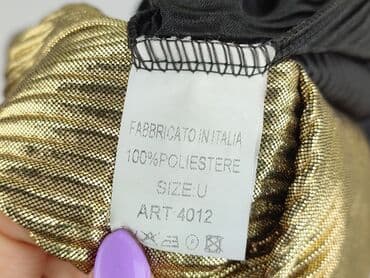 FABBRICATO IN ITALIA
100%POLIESTERE
SIZE.U
ART 4012